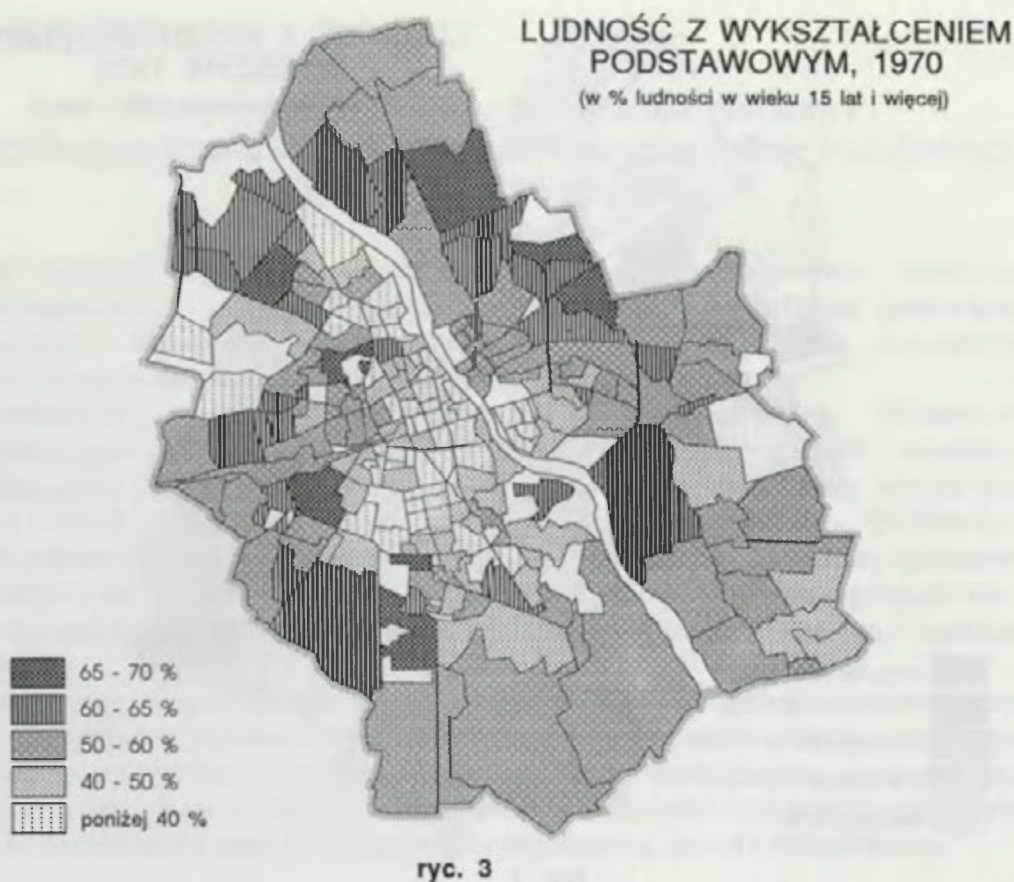 LUDNOŚĆ Z WYKSZTAŁCENIEM
PODSTAWOWYM, 1970
(w % ludności w wieku 15 lat i więcej)
65 - 70 %
60 - 65 %
50 - 60 %
40 - 50 %
poniżej 40 %
ryc. 3